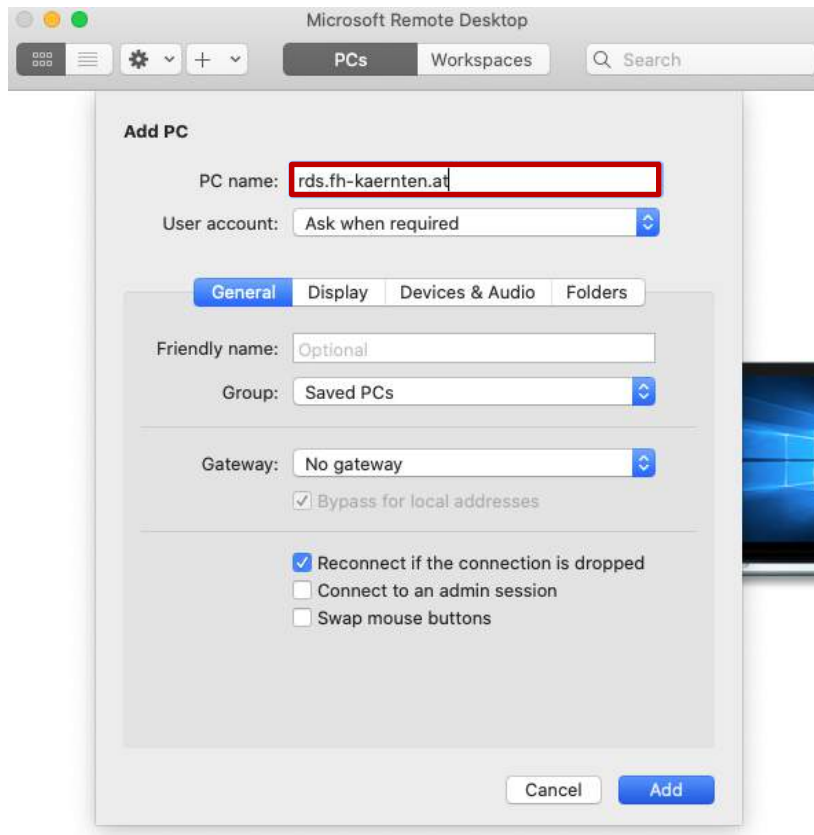 Microsoft Remote Desktop
PCs Workspaces Search
Add PC
PC name: rds.fh-kaernten.at
User account: Ask when required
General Display Devices & Audio Folders
Friendly name: Optional
Group: Saved PCs
Gateway: No gateway
Bypass for local addresses
Reconnect if the connection is dropped
Connect to an admin session
Swap mouse buttons
Cancel Add